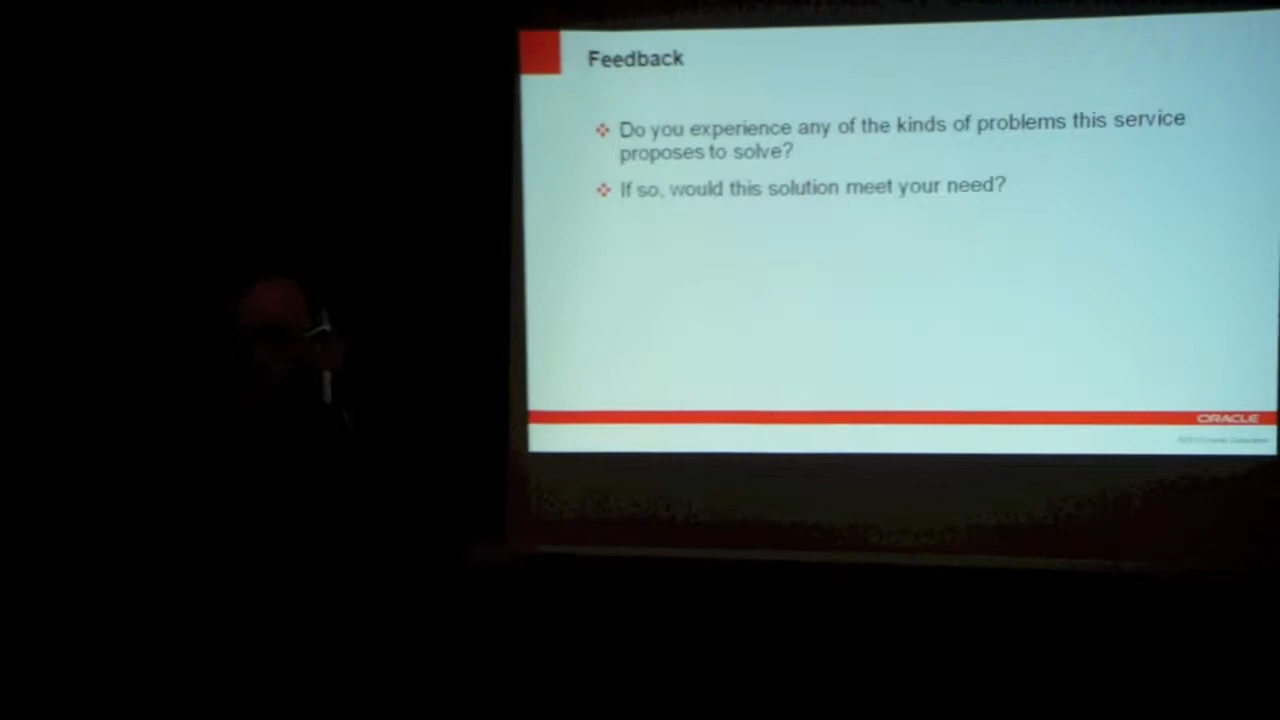 Feedback
Do you experience any of the kinds of problems this service
proposes to solve?
If so, would this solution meet your need?
ORACLE